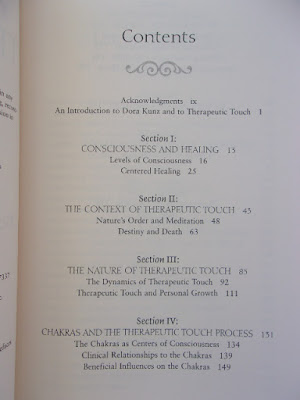 Contents
Acknowledgments ix
An Introduction to Dora Kunz and to Therapeutic Touch 1
Section I:
CONSCIOUSNESS AND HEALING 13
Levels of Consciousness 16
Centered Healing 25
Section II:
THE CONTEXT OF THERAPEUTIC TOUCH 45
Nature's Order and Meditation 48
Destiny and Death 63
Section III:
THE NATURE OF THERAPEUTIC TOUCH 85
The Dynamics of Therapeutic Touch 92
Therapeutic Touch and Personal Growth 111
Section IV:
CHAKRAS AND THE THERAPEUTIC TOUCH PROCESS 131
The Chakras as Centers of Consciousness 134
Clinical Relationships to the Chakras 139
Beneficial Influences on the Chakras 149